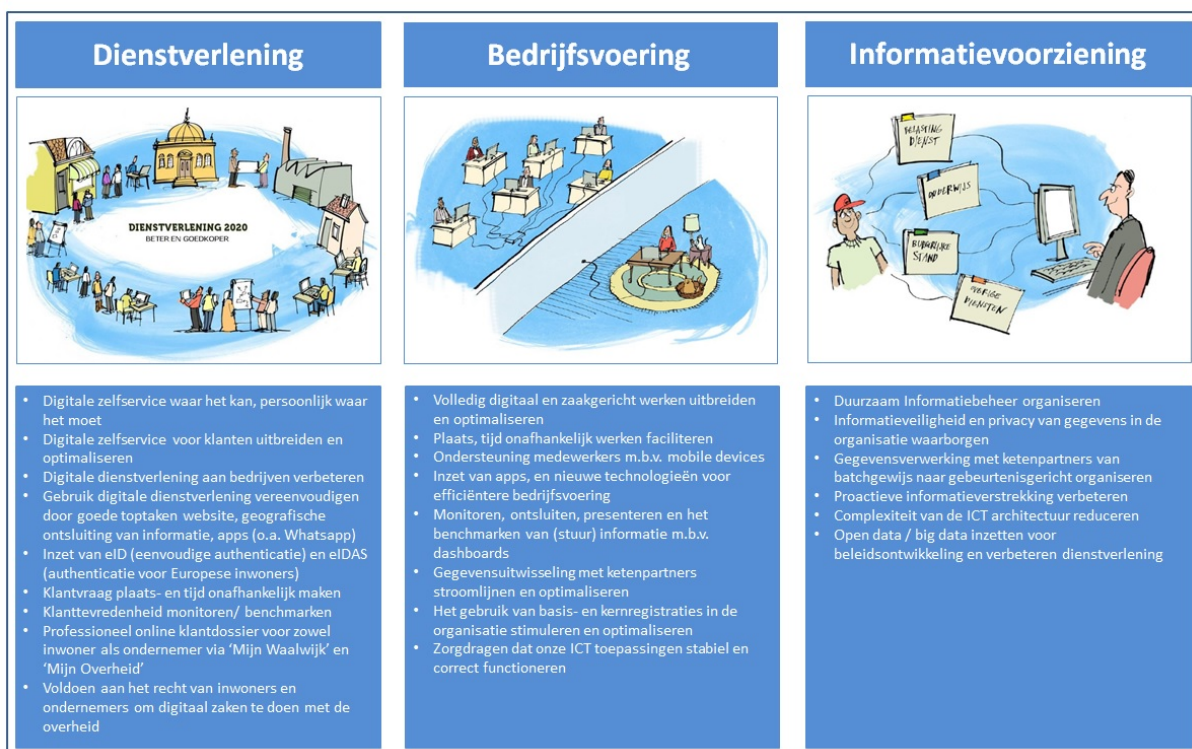 Dienstverlening
DIENSTVERLENING 2020
BETER EN GOEDKOPER
• Digitale zelfservice waar het kan, persoonlijk waar
het moet
• Digitale zelfservice voor klanten uitbreiden en
optimaliseren
• Digitale dienstverlening aan bedrijven verbeteren
• Gebruik digitale dienstverlening vereenvoudigen
door goede toptaken website, geografische
ontsluiting van informatie, apps (o.a. Whatsapp)
• Inzet van eID (eenvoudige authenticatie) en eIDAS
(authenticatie voor Europese inwoners)
• Klantvraag plaats- en tijd onafhankelijk maken
• Klanttevredenheid monitoren/ benchmarken
• Professioneel online klantdossier voor zowel
inwoner als ondernemer via ‘Mijn Waalwijk’ en
‘Mijn Overheid’
• Voldoen aan het recht van inwoners en
ondernemers om digitaal zaken te doen met de
overheid
Bedrijfsvoering
• Volledig digitaal en zaakgericht werken uitbreiden
en optimaliseren
• Plaats, tijd onafhankelijk werken faciliteren
• Ondersteuning medewerkers m.b.v. mobile devices
• Inzet van apps, en nieuwe technologieën voor
efficiëntere bedrijfsvoering
• Monitoren, ontsluiten, presenteren en het
benchmarken van (stuur) informatie m.b.v.
dashboards
• Gegevensuitwisseling met ketenpartners
stroomlijnen en optimaliseren
• Het gebruik van basis- en kernregistraties in de
organisatie stimuleren en optimaliseren
• Zorgdragen dat onze ICT toepassingen stabiel en
correct functioneren
Informatievoorziening
BELASTING
DIENST
ONDERWIJS
BURGERLIJKE
STAND
OVERIGE
DIENSTEN
• Duurzaam Informatiebeheer organiseren
• Informatieveiligheid en privacy van gegevens in de
organisatie waarborgen
• Gegevensverwerking met ketenpartners van
batchgewijs naar gebeurtenisgericht organiseren
• Proactieve informatieverstrekking verbeteren
• Complexiteit van de ICT architectuur reduceren
• Open data / big data inzetten voor
beleidsontwikkeling en verbeteren dienstverlening